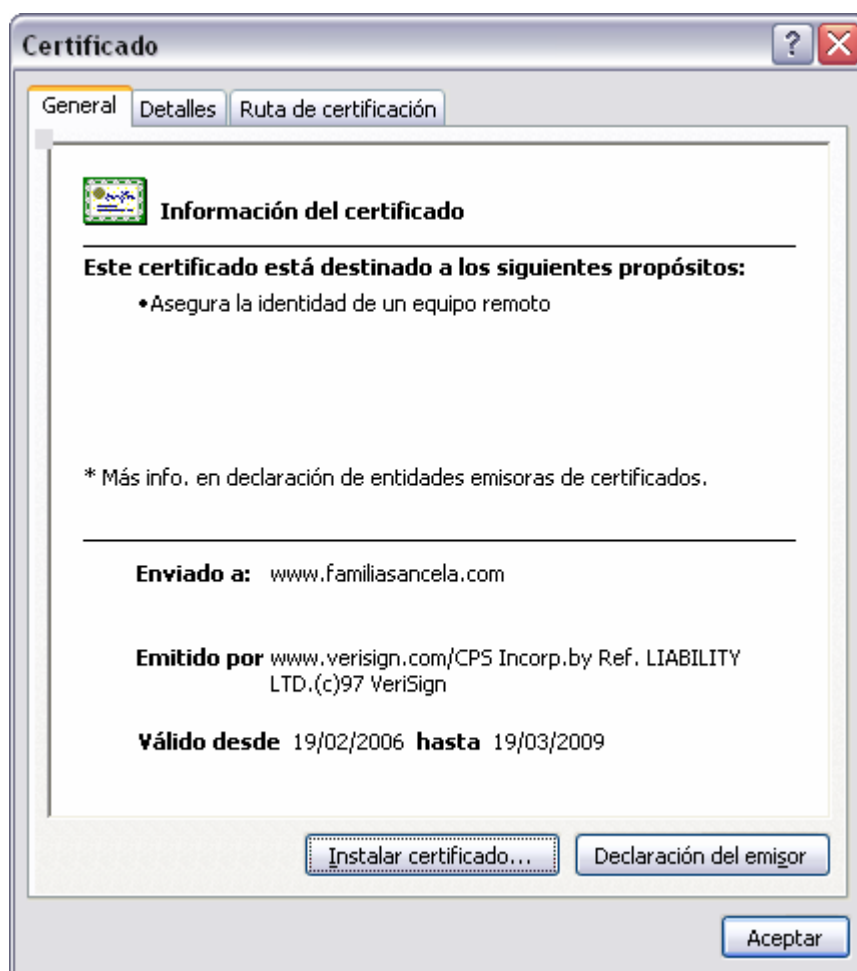 Certificado
General Detalles Ruta de certificación
Información del certificado
Este certificado está destinado a los siguientes propósitos:
•Asegura la identidad de un equipo remoto
* Más info. en declaración de entidades emisoras de certificados.
Enviado a: www.familiasancela.com
Emitido por www.verisign.com/CPS Incorp.by Ref. LIABILITY
LTD.(c)97 VeriSign
Válido desde 19/02/2006 hasta 19/03/2009
Instalar certificado... Declaración del emisor
Aceptar